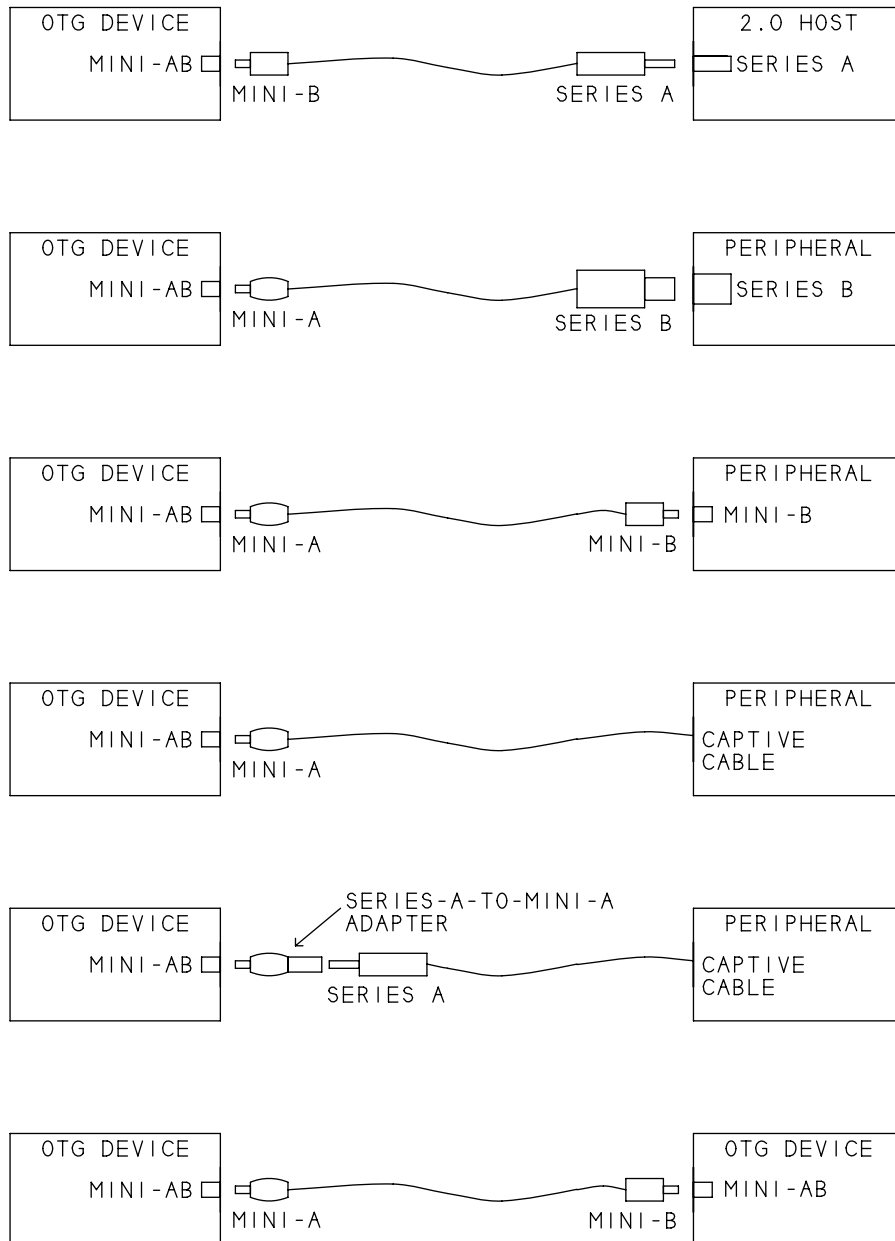 OTG DEVICE
MINI-AB
MINI-B
SERIES A
2.0 HOST
SERIES A
OTG DEVICE
MINI-AB
MINI-A
SERIES B
PERIPHERAL
SERIES B
OTG DEVICE
MINI-AB
MINI-A
MINI-B
PERIPHERAL
MINI-B
OTG DEVICE
MINI-AB
MINI-A
PERIPHERAL
CAPTIVE
CABLE
OTG DEVICE
MINI-AB
SERIES-A-TO-MINI-A
ADAPTER
SERIES A
PERIPHERAL
CAPTIVE
CABLE
OTG DEVICE
MINI-AB
MINI-A
MINI-B
OTG DEVICE
MINI-AB